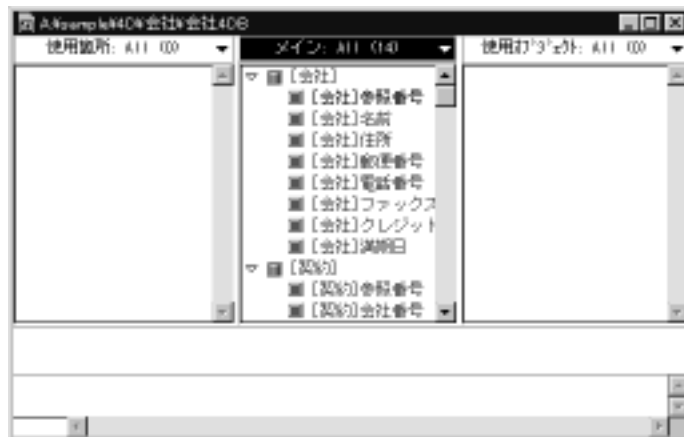 A:¥sample¥4D¥会社¥会社4DB
使用箇所: All (0)
メイン: All (14)
使用ｵﾌﾞｼﾞｪｸﾄ: All (0)
[会社]
[会社]参照番号
[会社]名前
[会社]住所
[会社]郵便番号
[会社]電話番号
[会社]ファックス
[会社]クレジット
[会社]満期日
[契約]
[契約]参照番号
[契約]会社番号